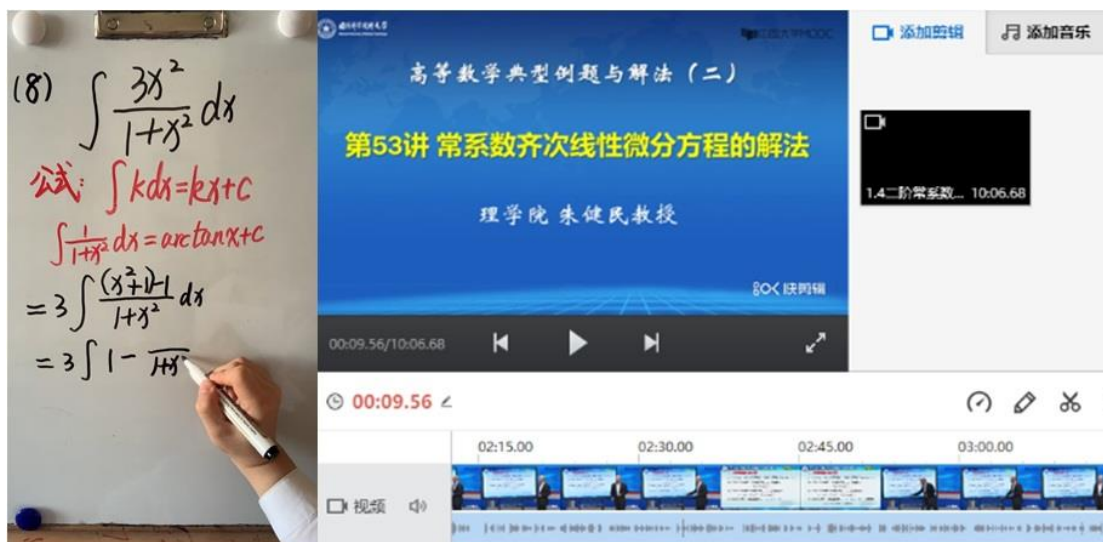 (8) ∫ 3x²/(1+x²) dx
公式: ∫kdx=kx+c
∫1/(1+x²) dx=arctanx+c
=3∫((x²+1)-1)/(1+x²) dx
=3∫1-―/(1+x²
高等数学典型例题与解法（二）
第53讲 常系数齐次线性微分方程的解法
理学院 朱健民教授
快剪辑
00:09.56/10:06.68
添加剪辑
添加音乐
1.4二阶常系数... 10:06.68
00:09.56
02:15.00 02:30.00 02:45.00 03:00.00
视频